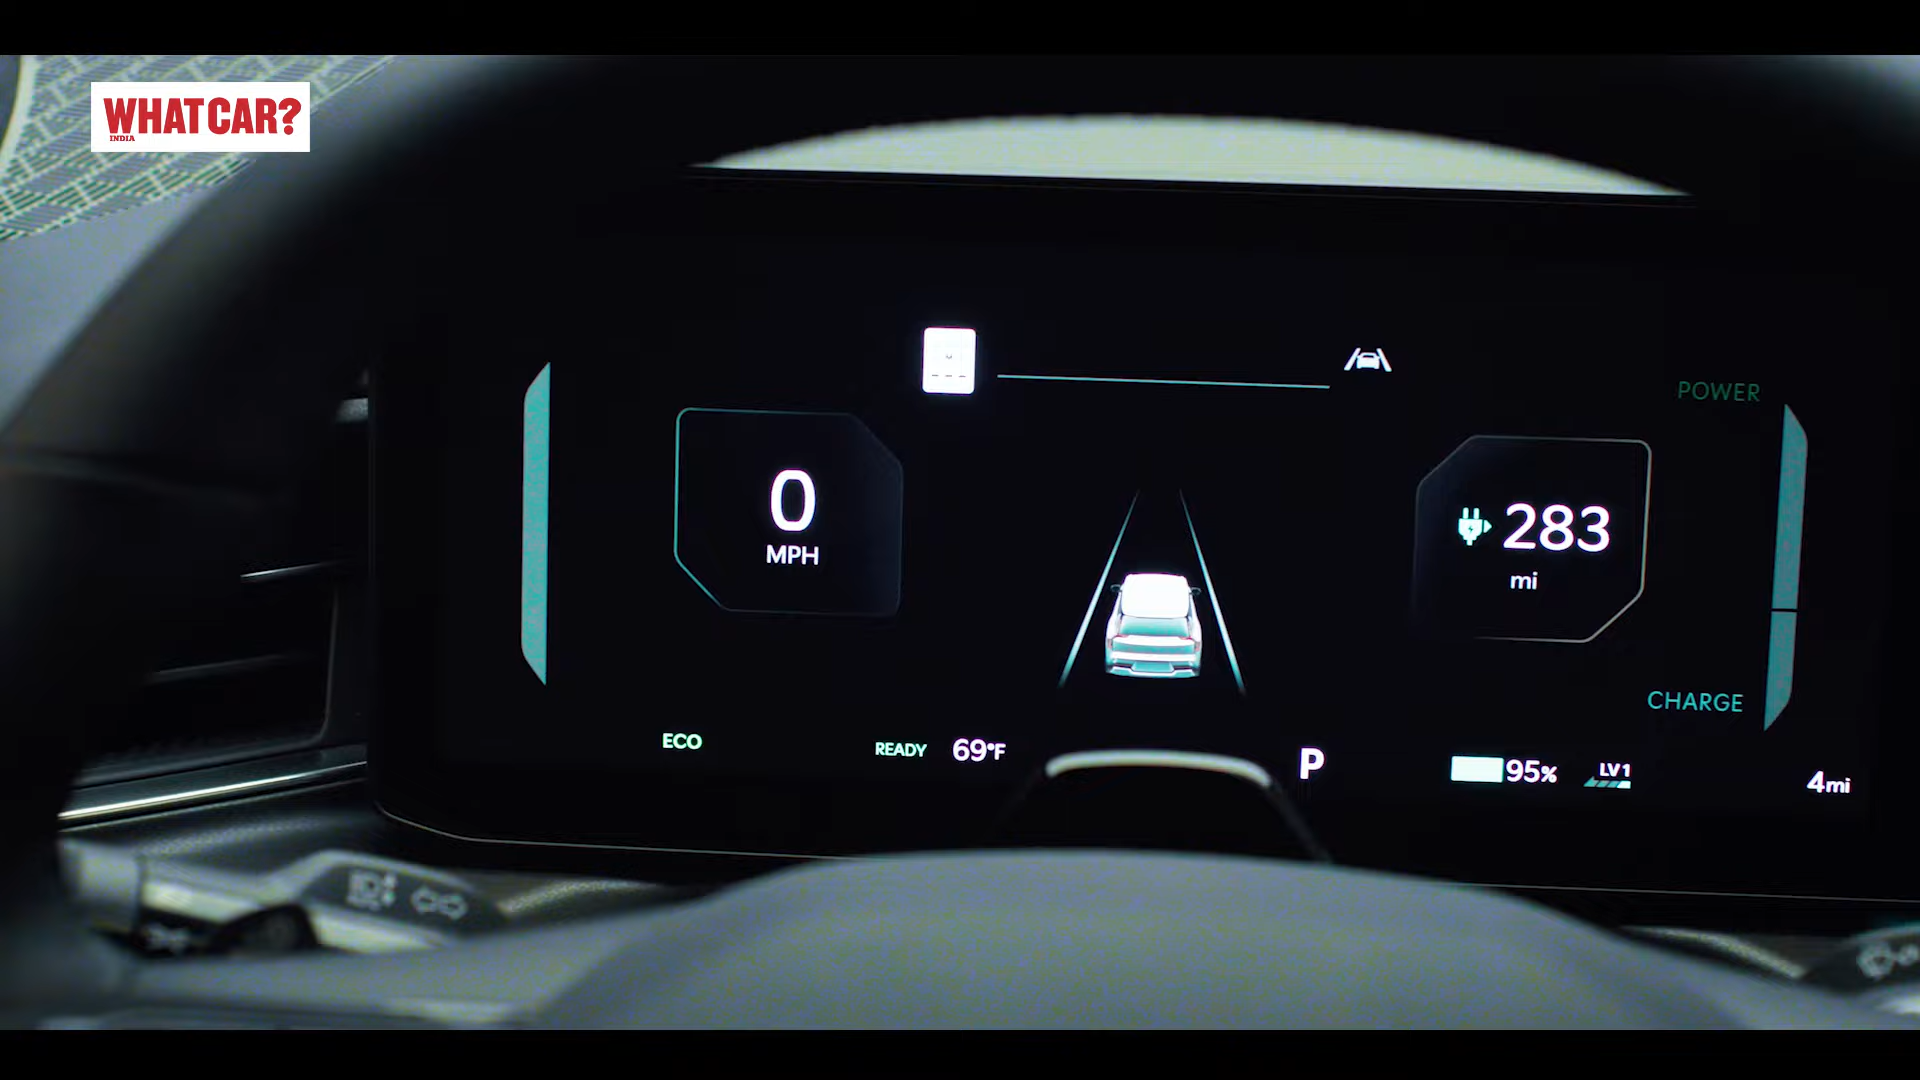 WHAT CAR?
INDIA
POWER
0
MPH
283
mi
CHARGE
ECO
READY 69°F
P
95%
LV1
4mi